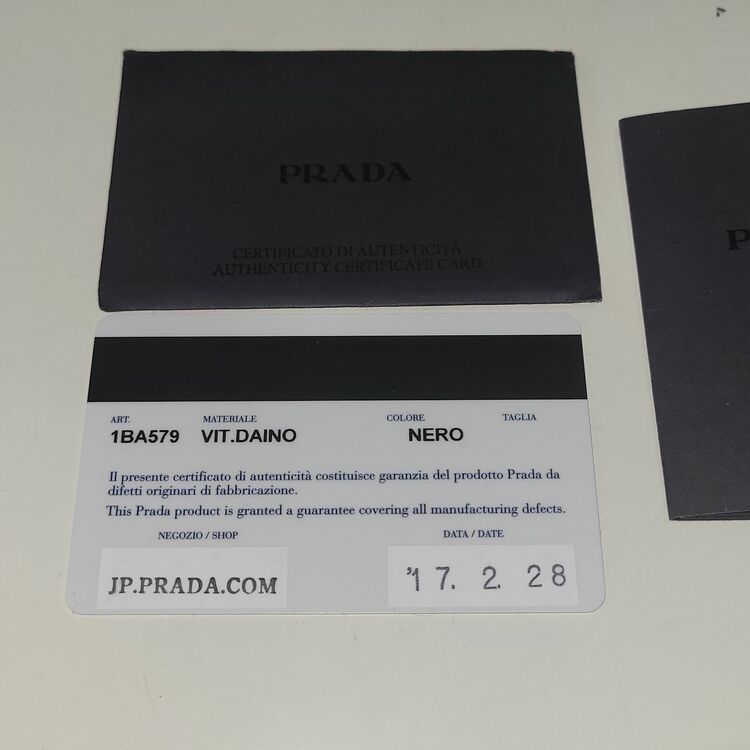 PRADA
CERTIFICATO DI AUTENTICITÀ
AUTHENTICITY CERTIFICATE CARD
P
ART. MATERIALE COLORE TAGLIA
1BA579 VIT.DAINO NERO
Il presente certificato di autenticità costituisce garanzia del prodotto Prada da
difetti originari di fabbricazione.
This Prada product is granted a guarantee covering all manufacturing defects.
NEGOZIO / SHOP DATA / DATE
JP.PRADA.COM '17. 2. 28